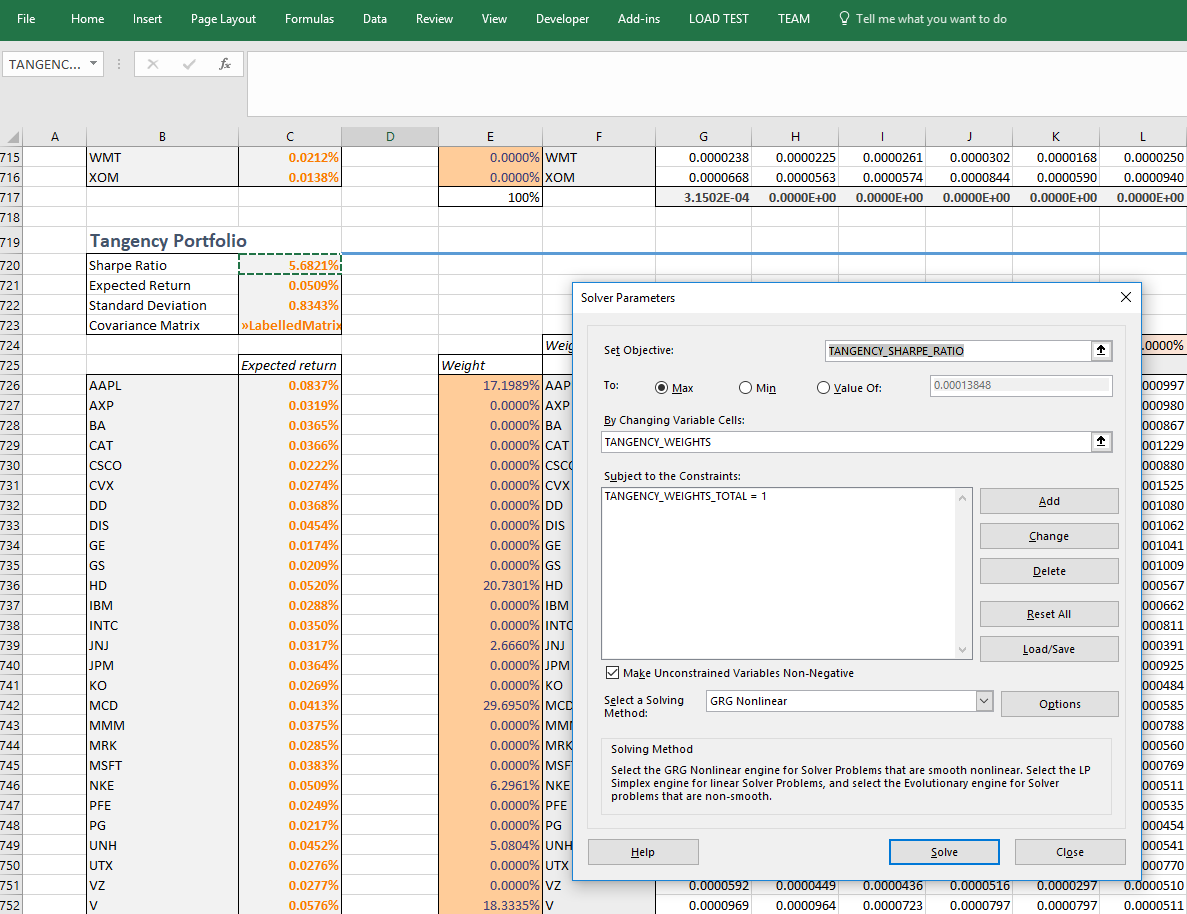 File Home Insert Page Layout Formulas Data Review View Developer Add-ins LOAD TEST TEAM Tell me what you want to do
TANGENC... fx
A B C D E F G H I J K L
715 WMT 0.0212% 0.0000% WMT 0.0000238 0.0000225 0.0000261 0.0000302 0.0000168 0.0000250
716 XOM 0.0138% 0.0000% XOM 0.0000668 0.0000563 0.0000574 0.0000844 0.0000590 0.0000940
717 100% 3.1502E-04 0.0000E+00 0.0000E+00 0.0000E+00 0.0000E+00 0.0000E+00
718
719 Tangency Portfolio
720 Sharpe Ratio 5.6821%
721 Expected Return 0.0509%
722 Standard Deviation 0.8343%
723 Covariance Matrix »LabelledMatrix
724 Weig .0000%
725 Expected return Weight
726 AAPL 0.0837% 17.1989% AAP 000997
727 AXP 0.0319% 0.0000% AXP 000980
728 BA 0.0365% 0.0000% BA 000867
729 CAT 0.0366% 0.0000% CAT 001229
730 CSCO 0.0222% 0.0000% CSCO 000880
731 CVX 0.0274% 0.0000% CVX 001525
732 DD 0.0368% 0.0000% DD 001080
733 DIS 0.0454% 0.0000% DIS 001062
734 GE 0.0174% 0.0000% GE 001041
735 GS 0.0209% 0.0000% GS 001009
736 HD 0.0520% 20.7301% HD 000567
737 IBM 0.0288% 0.0000% IBM 000662
738 INTC 0.0350% 0.0000% INTC 000811
739 JNJ 0.0317% 2.6660% JNJ 000391
740 JPM 0.0364% 0.0000% JPM 000925
741 KO 0.0269% 0.0000% KO 000484
742 MCD 0.0413% 29.6950% MCD 000585
743 MMM 0.0375% 0.0000% MMM 000788
744 MRK 0.0285% 0.0000% MRK 000560
745 MSFT 0.0383% 0.0000% MSFT 000769
746 NKE 0.0509% 6.2961% NKE 000511
747 PFE 0.0249% 0.0000% PFE 000535
748 PG 0.0217% 0.0000% PG 000454
749 UNH 0.0452% 5.0804% UNH 000541
750 UTX 0.0276% 0.0000% UTX 000770
751 VZ 0.0277% 0.0000% VZ 0.0000592 0.0000449 0.0000436 0.0000516 0.0000297 0.0000510
752 V 0.0576% 18.3335% V 0.0000969 0.0000964 0.0000723 0.0000797 0.0000797 0.0000511
Solver Parameters
Set Objective: TANGENCY_SHARPE_RATIO
To: Max Min Value Of: 0.00013848
By Changing Variable Cells:
TANGENCY_WEIGHTS
Subject to the Constraints:
TANGENCY_WEIGHTS_TOTAL = 1
Add
Change
Delete
Reset All
Load/Save
Make Unconstrained Variables Non-Negative
Select a Solving
Method:
GRG Nonlinear
Options
Solving Method
Select the GRG Nonlinear engine for Solver Problems that are smooth nonlinear. Select the LP
Simplex engine for linear Solver Problems, and select the Evolutionary engine for Solver
problems that are non-smooth.
Help Solve Close